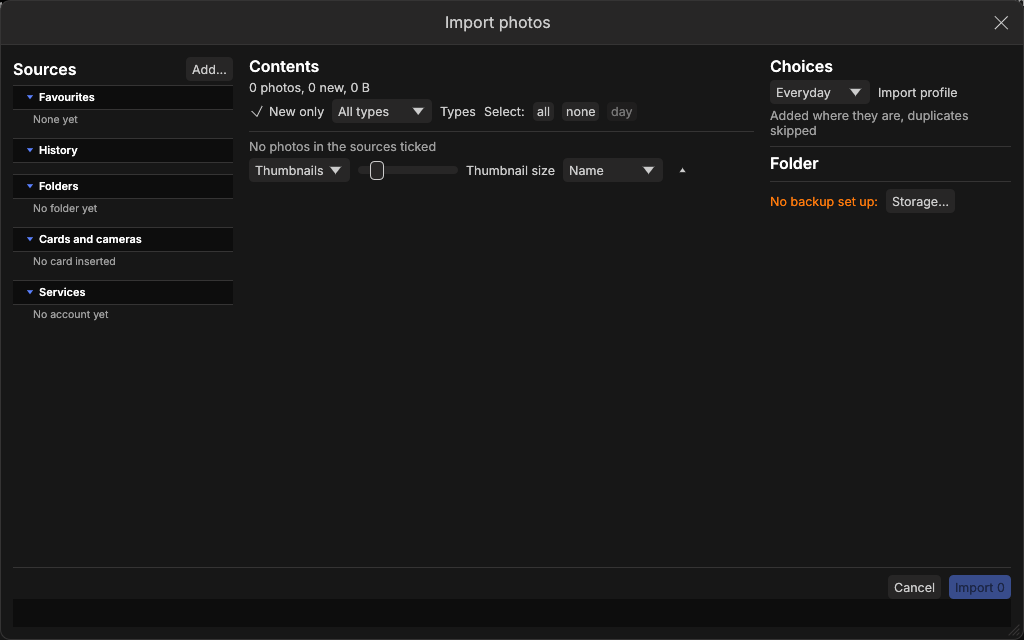 Import photos
Sources
Add...
Favourites
None yet
History
Folders
No folder yet
Cards and cameras
No card inserted
Services
No account yet
Contents
0 photos, 0 new, 0 B
New only All types Types Select: all none day
No photos in the sources ticked
Thumbnails Thumbnail size Name
Choices
Everyday Import profile
Added where they are, duplicates
skipped
Folder
No backup set up: Storage...
Cancel Import 0